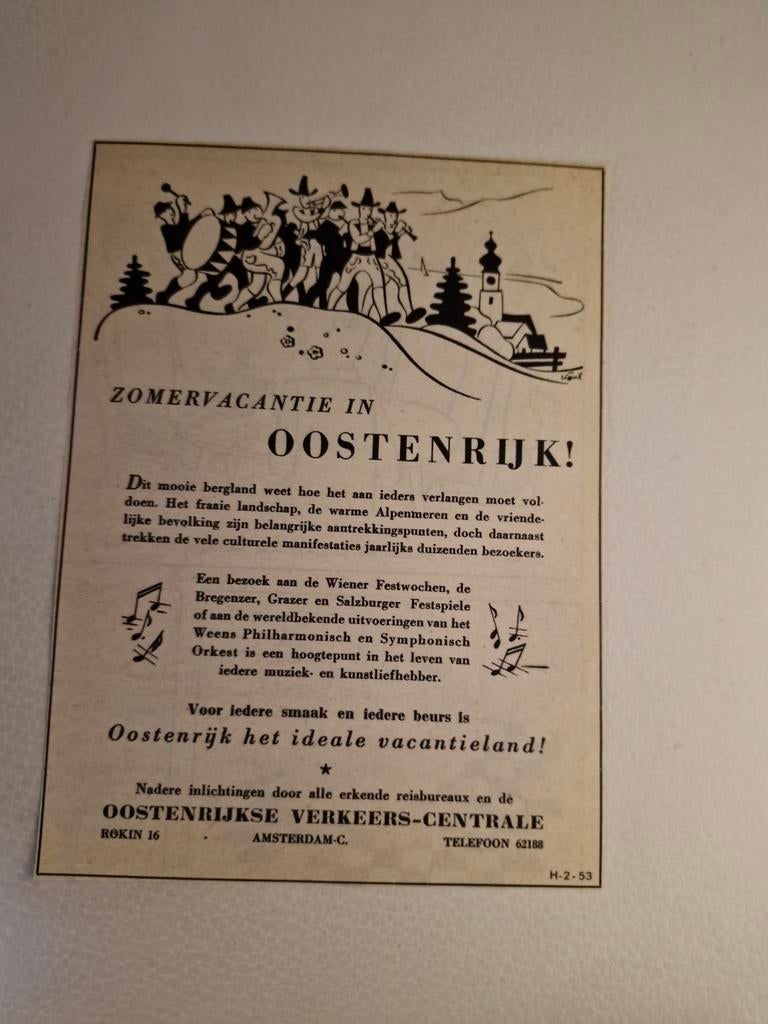 ZOMERVACANTIE IN
OOSTENRIJK!
Dit mooie bergland weet hoe het aan ieders verlangen moet vol-
doen. Het fraaie landschap, de warme Alpenmeren en de vriende-
lijke bevolking zijn belangrijke aantrekkingspunten, doch daarnaast
trekken de vele culturele manifestaties jaarlijks duizenden bezoekers.
Een bezoek aan de Wiener Festwochen, de
Bregenzer, Grazer en Salzburger Festspiele
of aan de wereldbekende uitvoeringen van het
Weens Philharmonisch en Symphonisch
Orkest is een hoogtepunt in het leven van
iedere muziek- en kunstliefhebber.
Voor iedere smaak en iedere beurs is
Oostenrijk het ideale vacantieland!
Nadere inlichtingen door alle erkende reisbureaux en de
OOSTENRIJKSE VERKEERS-CENTRALE
ROKIN 16 - AMSTERDAM-C. TELEFOON 62188
H-2-53